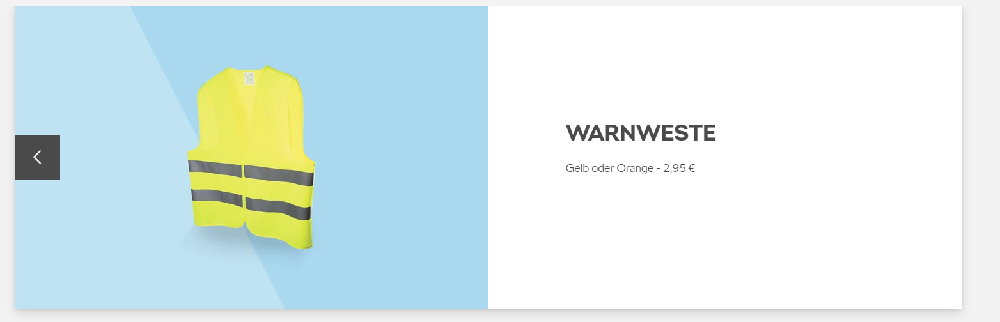 WARNWESTE
Gelb oder Orange - 2,95 €